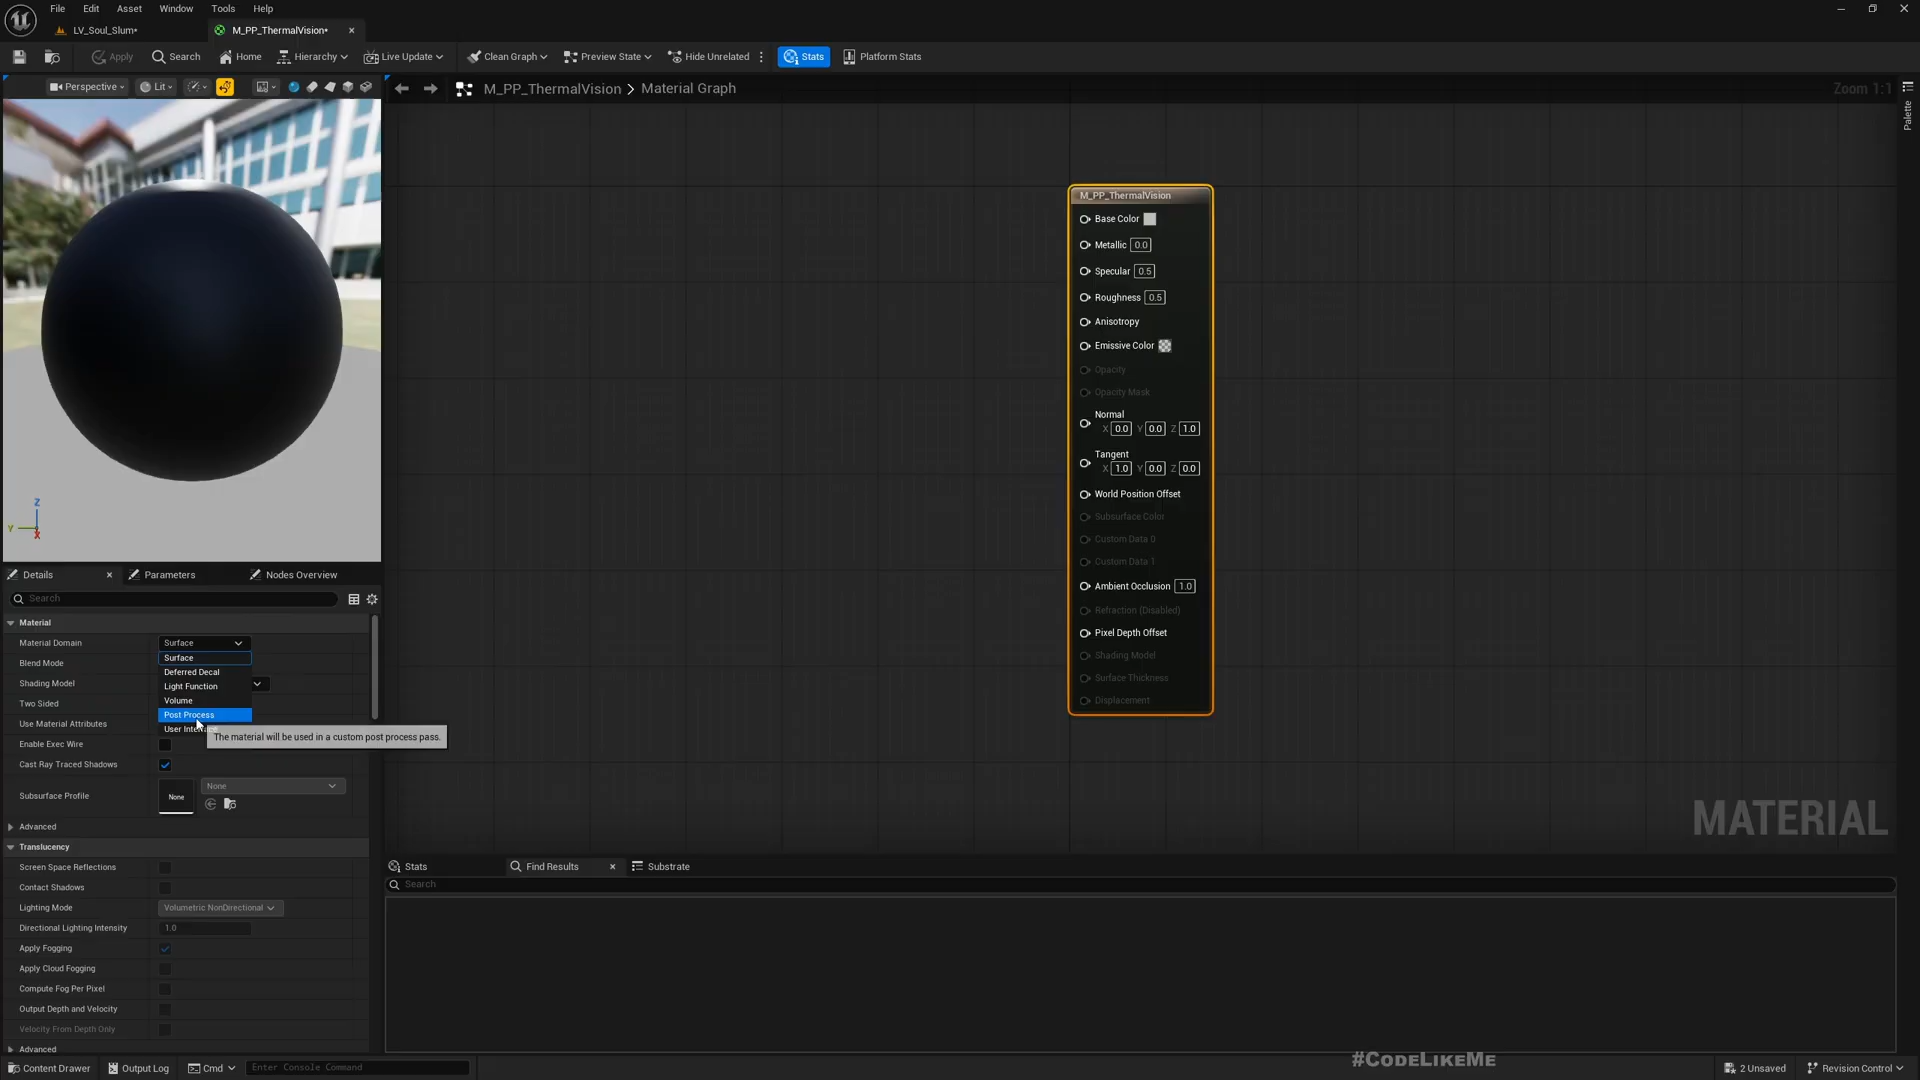 File Edit Asset Window Tools Help
LV_Soul_Slum* M_PP_ThermalVision*
Apply Search Home Hierarchy Live Update Clean Graph Preview State Hide Unrelated Stats Platform Stats
Perspective Lit
M_PP_ThermalVision > Material Graph
Zoom 1:1
Palette
M_PP_ThermalVision
Base Color
Metallic 0.0
Specular 0.5
Roughness 0.5
Anisotropy
Emissive Color
Opacity
Opacity Mask
Normal
X 0.0 Y 0.0 Z 1.0
Tangent
X 1.0 Y 0.0 Z 0.0
World Position Offset
Subsurface Color
Custom Data 0
Custom Data 1
Ambient Occlusion 1.0
Refraction (Disabled)
Pixel Depth Offset
Shading Model
Surface Thickness
Displacement
MATERIAL
Z
Y
X
Details Parameters Nodes Overview
Search
Material
Material Domain Surface
Surface
Blend Mode
Deferred Decal
Shading Model
Light Function
Two Sided
Volume
Post Process
Use Material Attributes
User Inte
The material will be used in a custom post process pass.
Enable Exec Wire
Cast Ray Traced Shadows
Subsurface Profile None None
Advanced
Translucency
Screen Space Reflections
Contact Shadows
Lighting Mode Volumetric NonDirectional
Directional Lighting Intensity 1.0
Apply Fogging
Apply Cloud Fogging
Compute Fog Per Pixel
Output Depth and Velocity
Velocity From Depth Only
Advanced
Stats Find Results Substrate
Search
#CodeLikeMe
Content Drawer Output Log Cmd Enter Console Command 2 Unsaved Revision Control